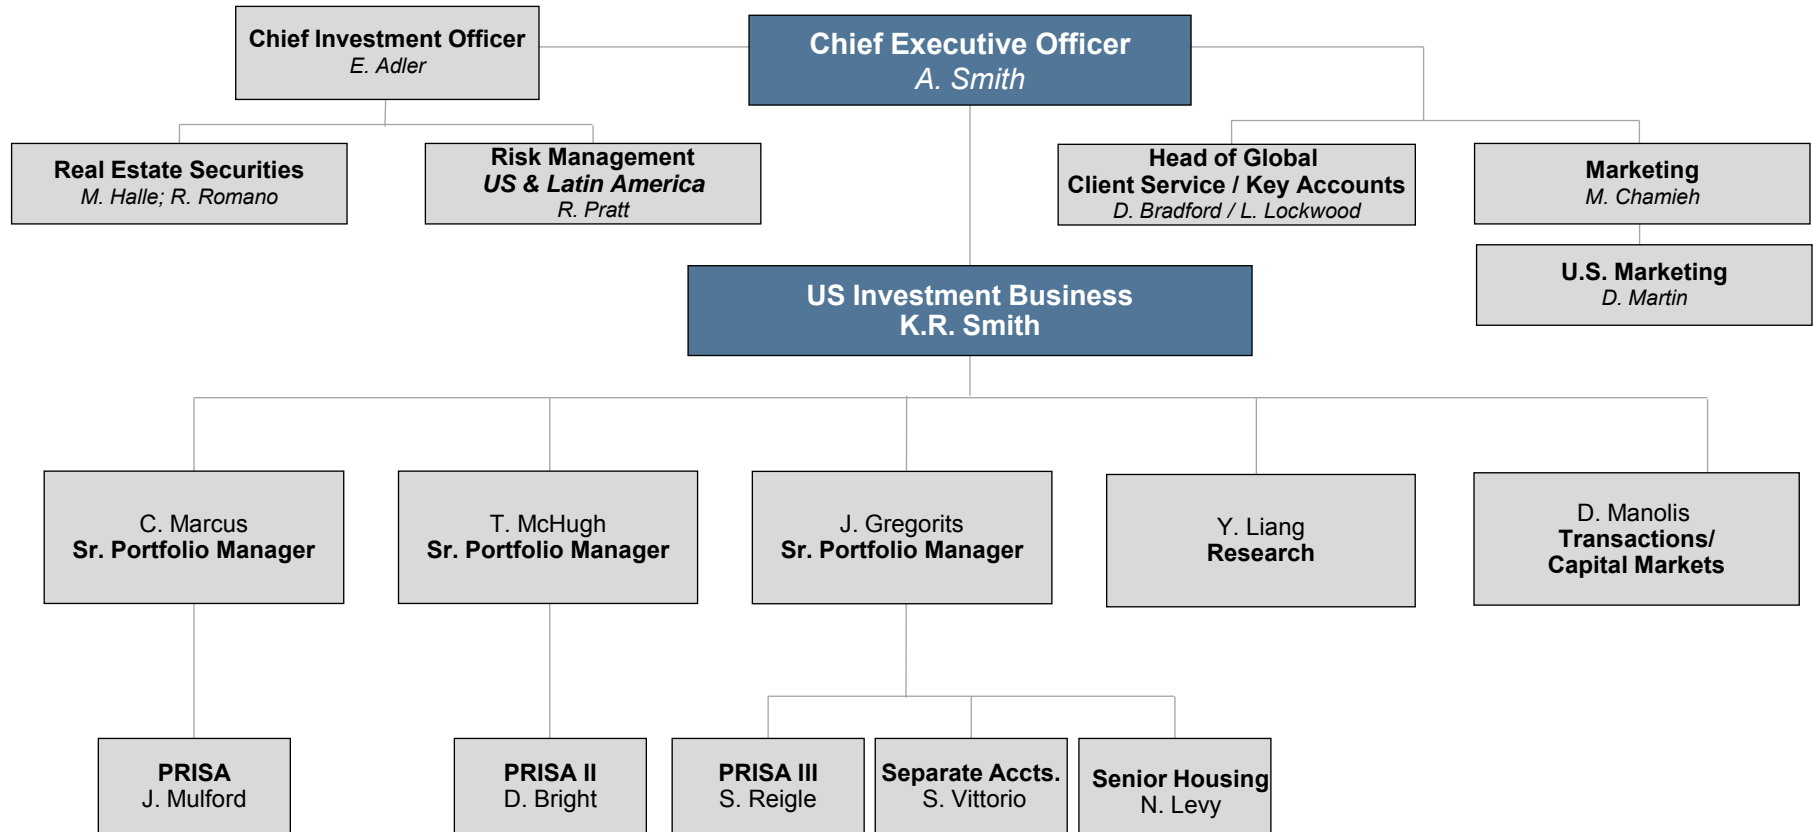 Chief Investment Officer
E. Adler
Chief Executive Officer
A. Smith
Real Estate Securities
M. Halle; R. Romano
Risk Management
US & Latin America
R. Pratt
Head of Global
Client Service / Key Accounts
D. Bradford / L. Lockwood
Marketing
M. Chamieh
U.S. Marketing
D. Martin
US Investment Business
K.R. Smith
C. Marcus
Sr. Portfolio Manager
T. McHugh
Sr. Portfolio Manager
J. Gregorits
Sr. Portfolio Manager
Y. Liang
Research
D. Manolis
Transactions/
Capital Markets
PRISA
J. Mulford
PRISA II
D. Bright
PRISA III
S. Reigle
Separate Accts.
S. Vittorio
Senior Housing
N. Levy